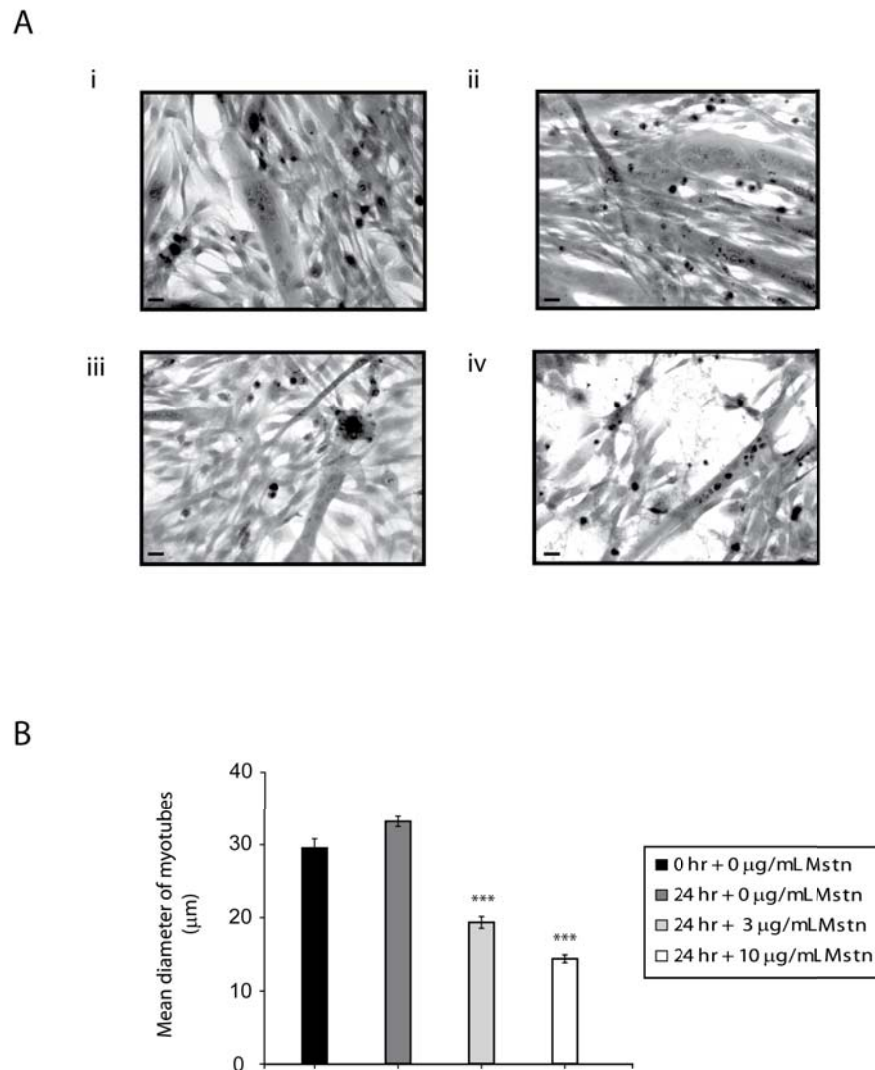 A
i
ii
iii
iv
B
Mean diameter of myotubes
(µm)
40
30
20
10
0
***
***
0 hr + 0 µg/mL Mstn
24 hr + 0 µg/mL Mstn
24 hr + 3 µg/mL Mstn
24 hr + 10 µg/mL Mstn